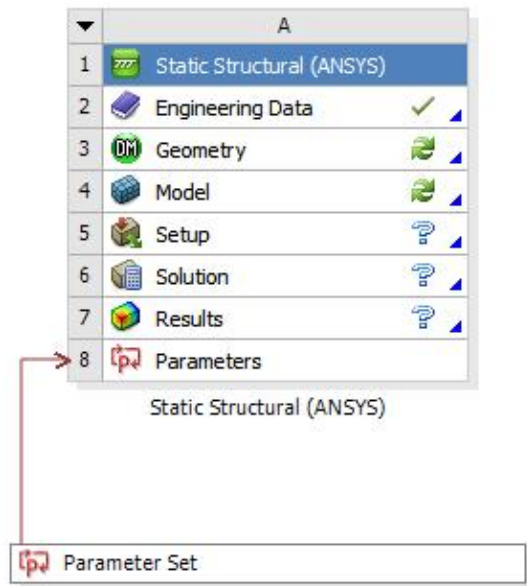 A
1 Static Structural (ANSYS)
2 Engineering Data
3 DM Geometry
4 Model
5 Setup ?
6 Solution ?
7 Results ?
8 p Parameters
Static Structural (ANSYS)
p Parameter Set